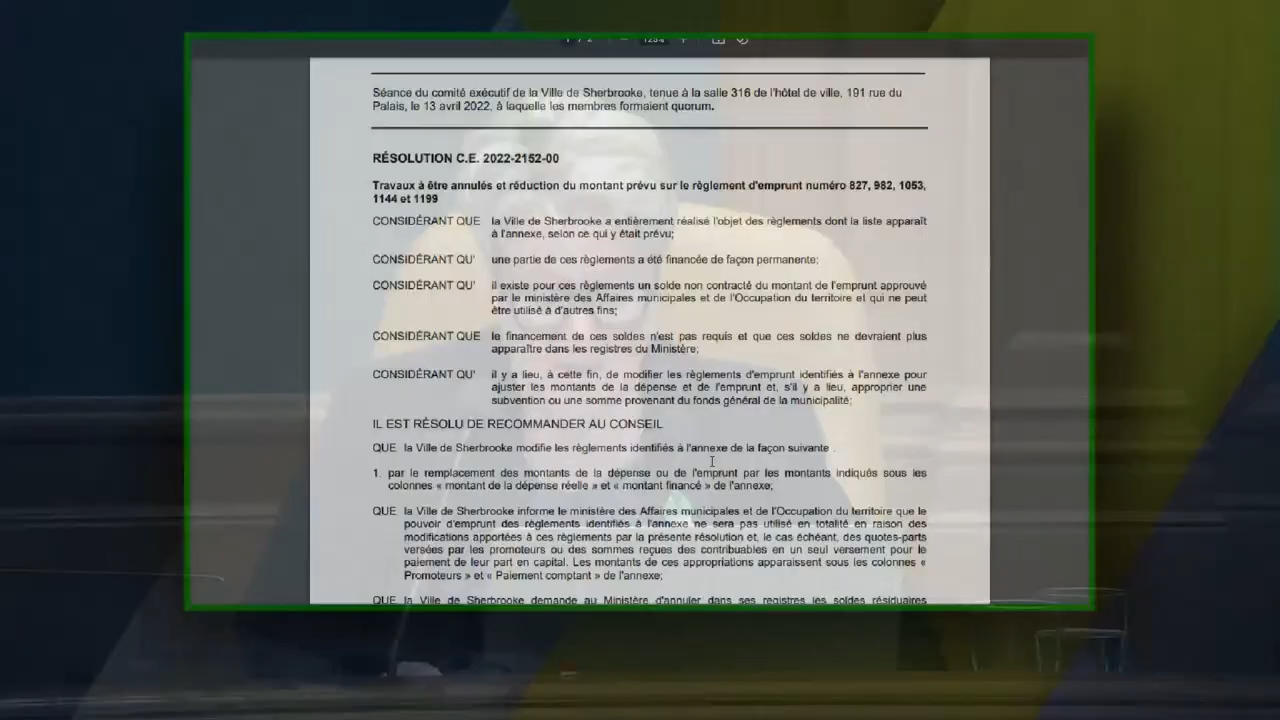 125%
Séance du comité exécutif de la Ville de Sherbrooke, tenue à la salle 316 de l'hôtel de ville, 191 rue du
Palais, le 13 avril 2022, à laquelle les membres formaient quorum.
RÉSOLUTION C.E. 2022-2152-00
Travaux à être annulés et réduction du montant prévu sur le règlement d'emprunt numéro 827, 982, 1053,
1144 et 1199
CONSIDÉRANT QUE la Ville de Sherbrooke a entièrement réalisé l'objet des règlements dont la liste apparaît
à l'annexe, selon ce qui y était prévu;
CONSIDÉRANT QU' une partie de ces règlements a été financée de façon permanente;
CONSIDÉRANT QU' il existe pour ces règlements un solde non contracté du montant de l'emprunt approuvé
par le ministère des Affaires municipales et de l'Occupation du territoire et qui ne peut
être utilisé à d'autres fins;
CONSIDÉRANT QUE le financement de ces soldes n'est pas requis et que ces soldes ne devraient plus
apparaître dans les registres du Ministère;
CONSIDÉRANT QU' il y a lieu, à cette fin, de modifier les règlements d'emprunt identifiés à l'annexe pour
ajuster les montants de la dépense et de l'emprunt et, s'il y a lieu, approprier une
subvention ou une somme provenant du fonds général de la municipalité;
IL EST RÉSOLU DE RECOMMANDER AU CONSEIL
QUE la Ville de Sherbrooke modifie les règlements identifiés à l'annexe de la façon suivante :
1. par le remplacement des montants de la dépense ou de l'emprunt par les montants indiqués sous les
colonnes « montant de la dépense réelle » et « montant financé » de l'annexe;
QUE la Ville de Sherbrooke informe le ministère des Affaires municipales et de l'Occupation du territoire que le
pouvoir d'emprunt des règlements identifiés à l'annexe ne sera pas utilisé en totalité en raison des
modifications apportées à ces règlements par la présente résolution et, le cas échéant, des quotes-parts
versées par les promoteurs ou des sommes reçues des contribuables en un seul versement pour le
paiement de leur part en capital. Les montants de ces appropriations apparaissent sous les colonnes «
Promoteurs » et « Paiement comptant » de l'annexe;
QUE la Ville de Sherbrooke demande au Ministère d'annuler dans ses registres les soldes résiduaires